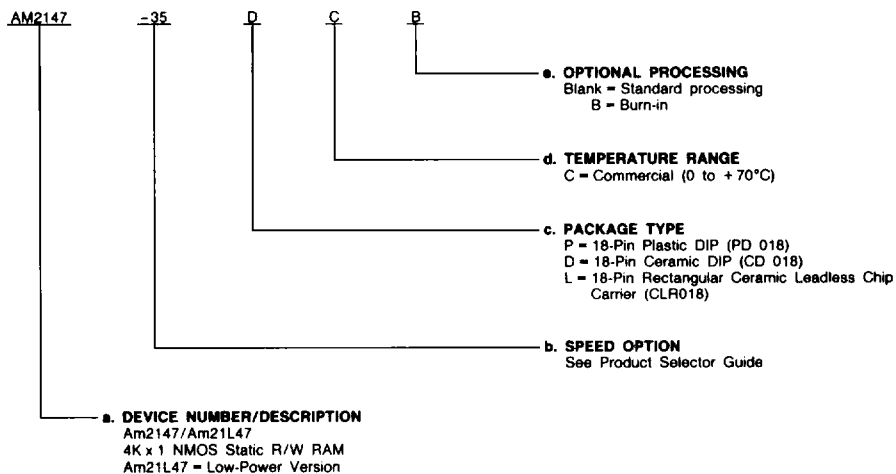 AM2147 -35 D C B
e. OPTIONAL PROCESSING
Blank = Standard processing
B = Burn-in
d. TEMPERATURE RANGE
C = Commercial (0 to +70°C)
c. PACKAGE TYPE
P = 18-Pin Plastic DIP (PD 018)
D = 18-Pin Ceramic DIP (CD 018)
L = 18-Pin Rectangular Ceramic Leadless Chip
Carrier (CLR018)
b. SPEED OPTION
See Product Selector Guide
a. DEVICE NUMBER/DESCRIPTION
Am2147/Am21L47
4K x 1 NMOS Static R/W RAM
Am21L47 = Low-Power Version